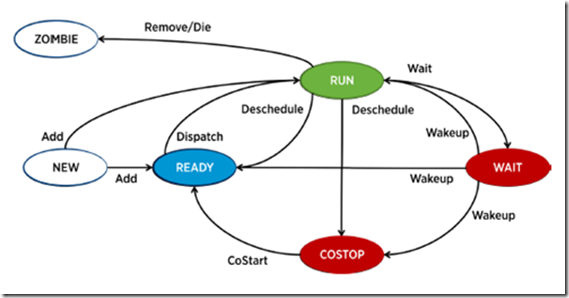 ZOMBIE
Remove/Die
RUN
Wait
Add
Dispatch
Deschedule
Deschedule
Wakeup
NEW
Add
READY
Wakeup
WAIT
Wakeup
CoStart
COSTOP